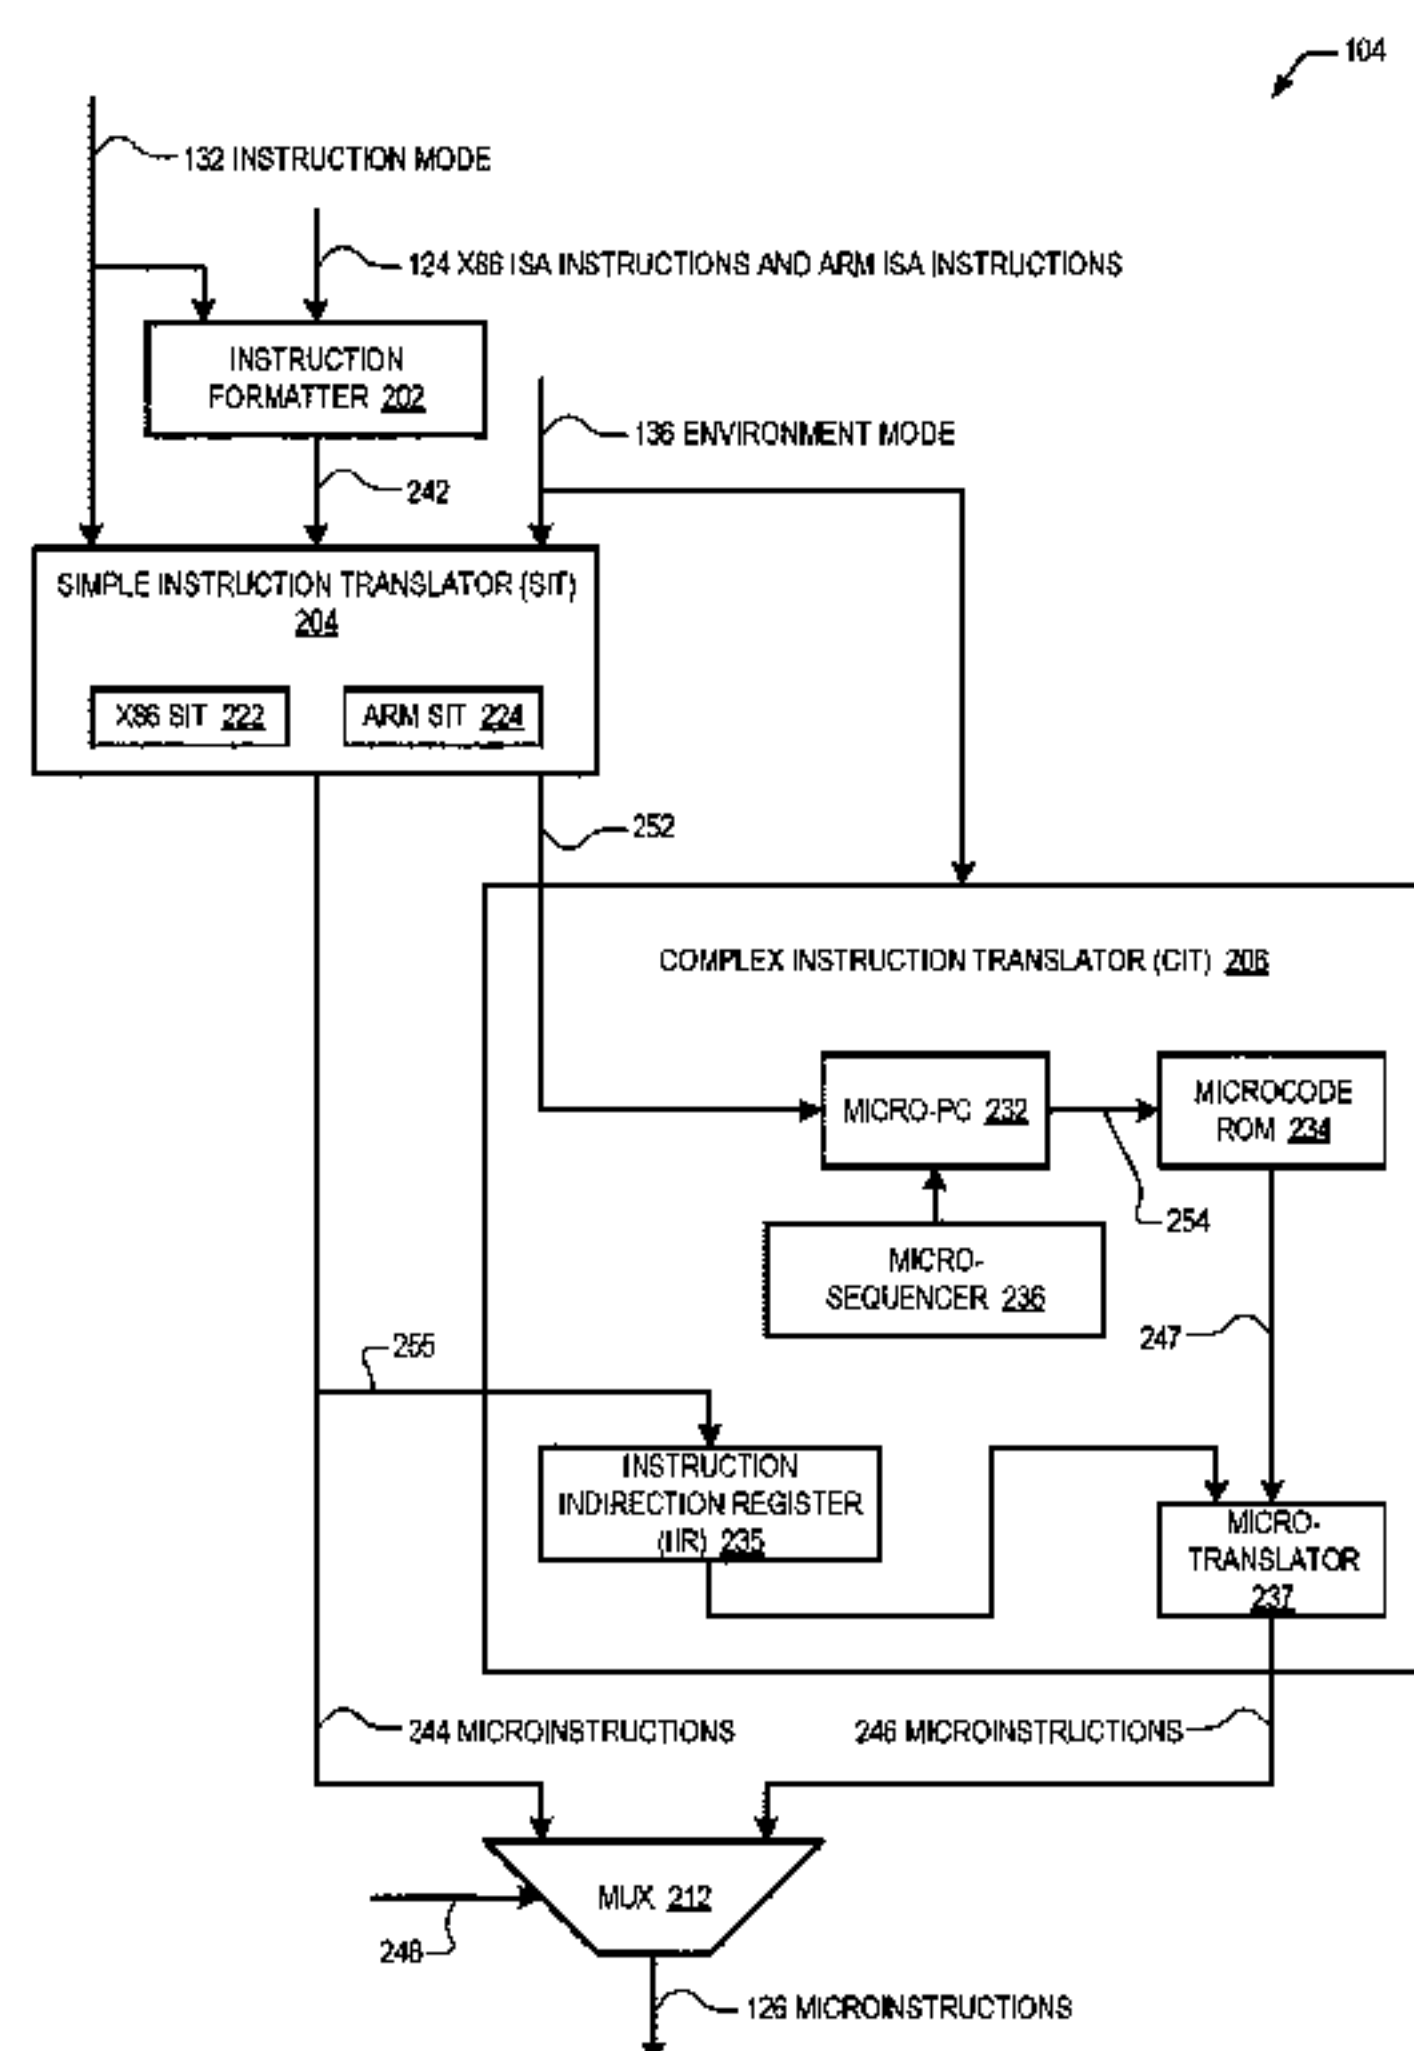 104
132 INSTRUCTION MODE
124 X86 ISA INSTRUCTIONS AND ARM ISA INSTRUCTIONS
INSTRUCTION
FORMATTER 202
136 ENVIRONMENT MODE
242
SIMPLE INSTRUCTION TRANSLATOR (SIT)
204
X86 SIT 222
ARM SIT 224
252
COMPLEX INSTRUCTION TRANSLATOR (CIT) 206
MICRO-PC 232
MICROCODE
ROM 234
254
MICRO-
SEQUENCER 236
247
255
INSTRUCTION
INDIRECTION REGISTER
(IIR) 235
MICRO-
TRANSLATOR
237
244 MICROINSTRUCTIONS
246 MICROINSTRUCTIONS
MUX 212
248
126 MICROINSTRUCTIONS